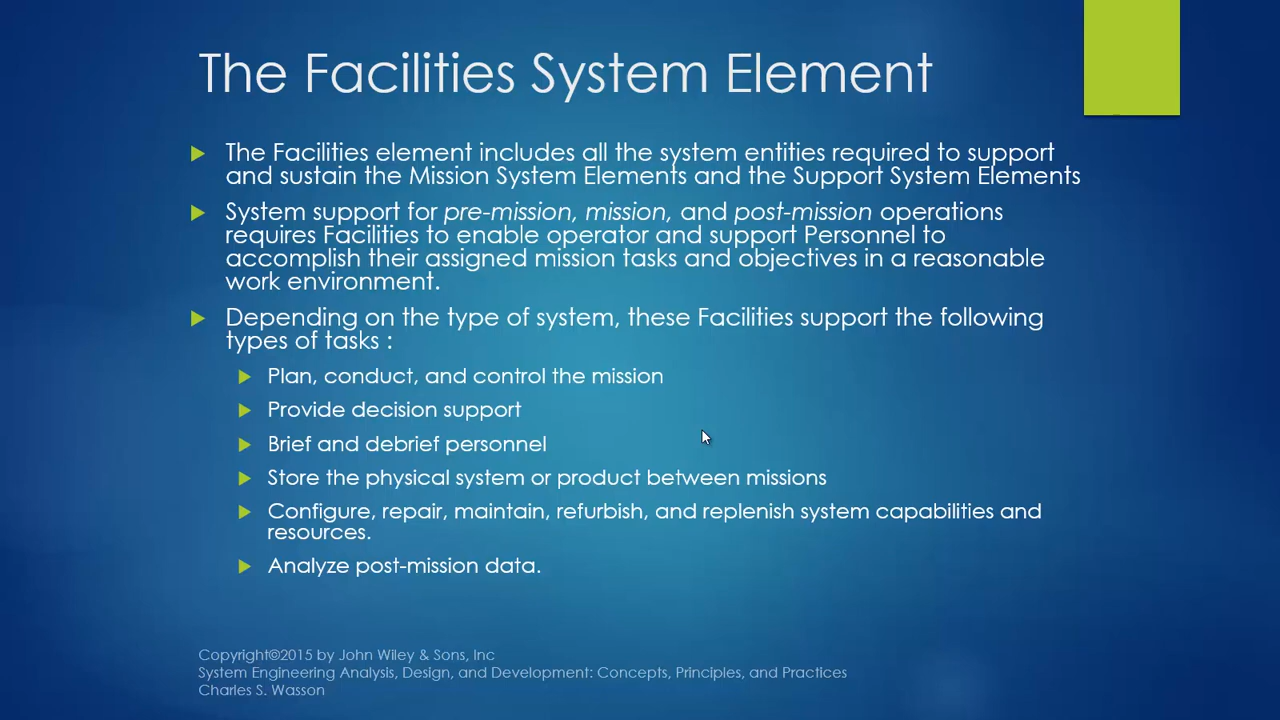 The Facilities System Element
The Facilities element includes all the system entities required to support
and sustain the Mission System Elements and the Support System Elements
System support for pre-mission, mission, and post-mission operations
requires Facilities to enable operator and support Personnel to
accomplish their assigned mission tasks and objectives in a reasonable
work environment.
Depending on the type of system, these Facilities support the following
types of tasks :
Plan, conduct, and control the mission
Provide decision support
Brief and debrief personnel
Store the physical system or product between missions
Configure, repair, maintain, refurbish, and replenish system capabilities and
resources.
Analyze post-mission data.
Copyright©2015 by John Wiley & Sons, Inc
System Engineering Analysis, Design, and Development: Concepts, Principles, and Practices
Charles S. Wasson